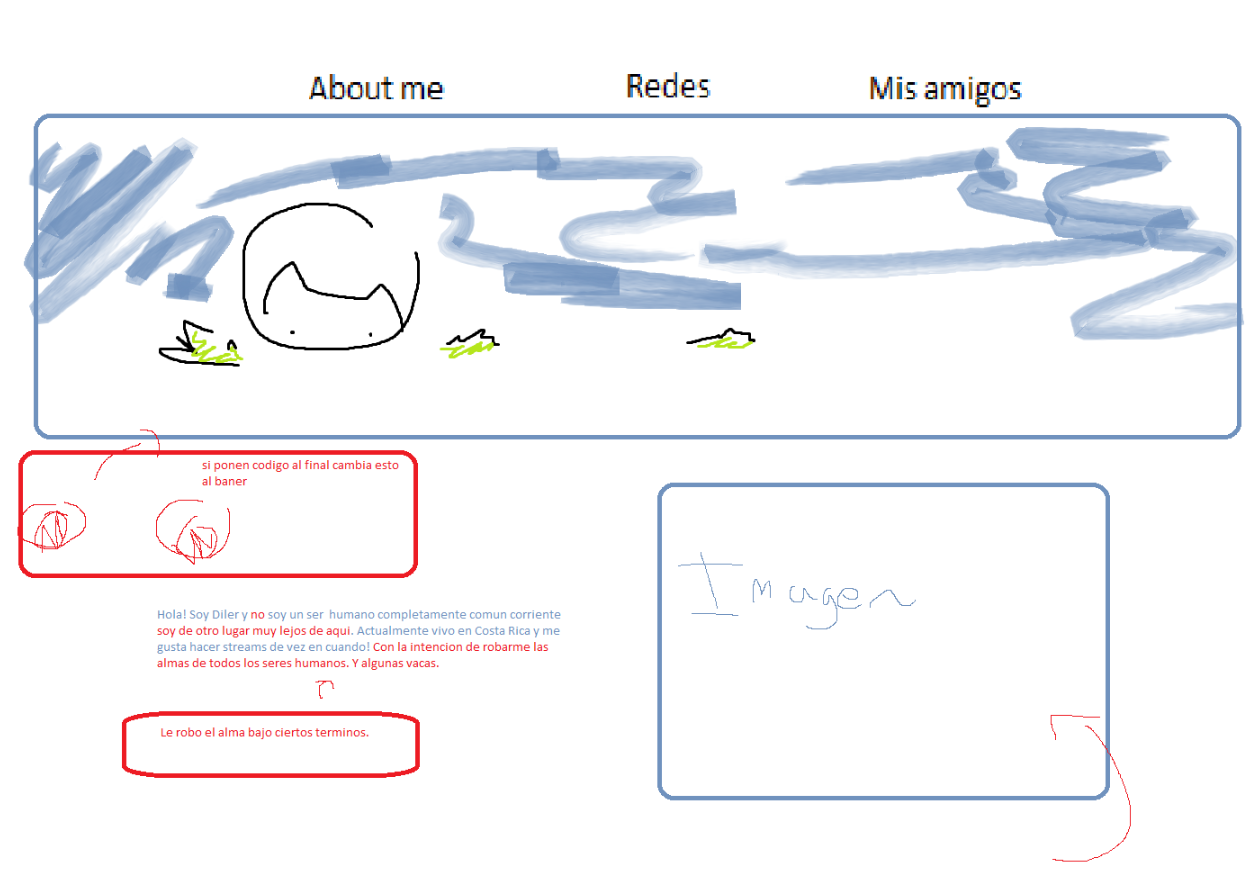 About me
Redes
Mis amigos
si ponen codigo al final cambia esto
al baner
Imagen
Hola! Soy Diler y no soy un ser humano completamente comun corriente
soy de otro lugar muy lejos de aqui. Actualmente vivo en Costa Rica y me
gusta hacer streams de vez en cuando! Con la intencion de robarme las
almas de todos los seres humanos. Y algunas vacas.
Le robo el alma bajo ciertos terminos.